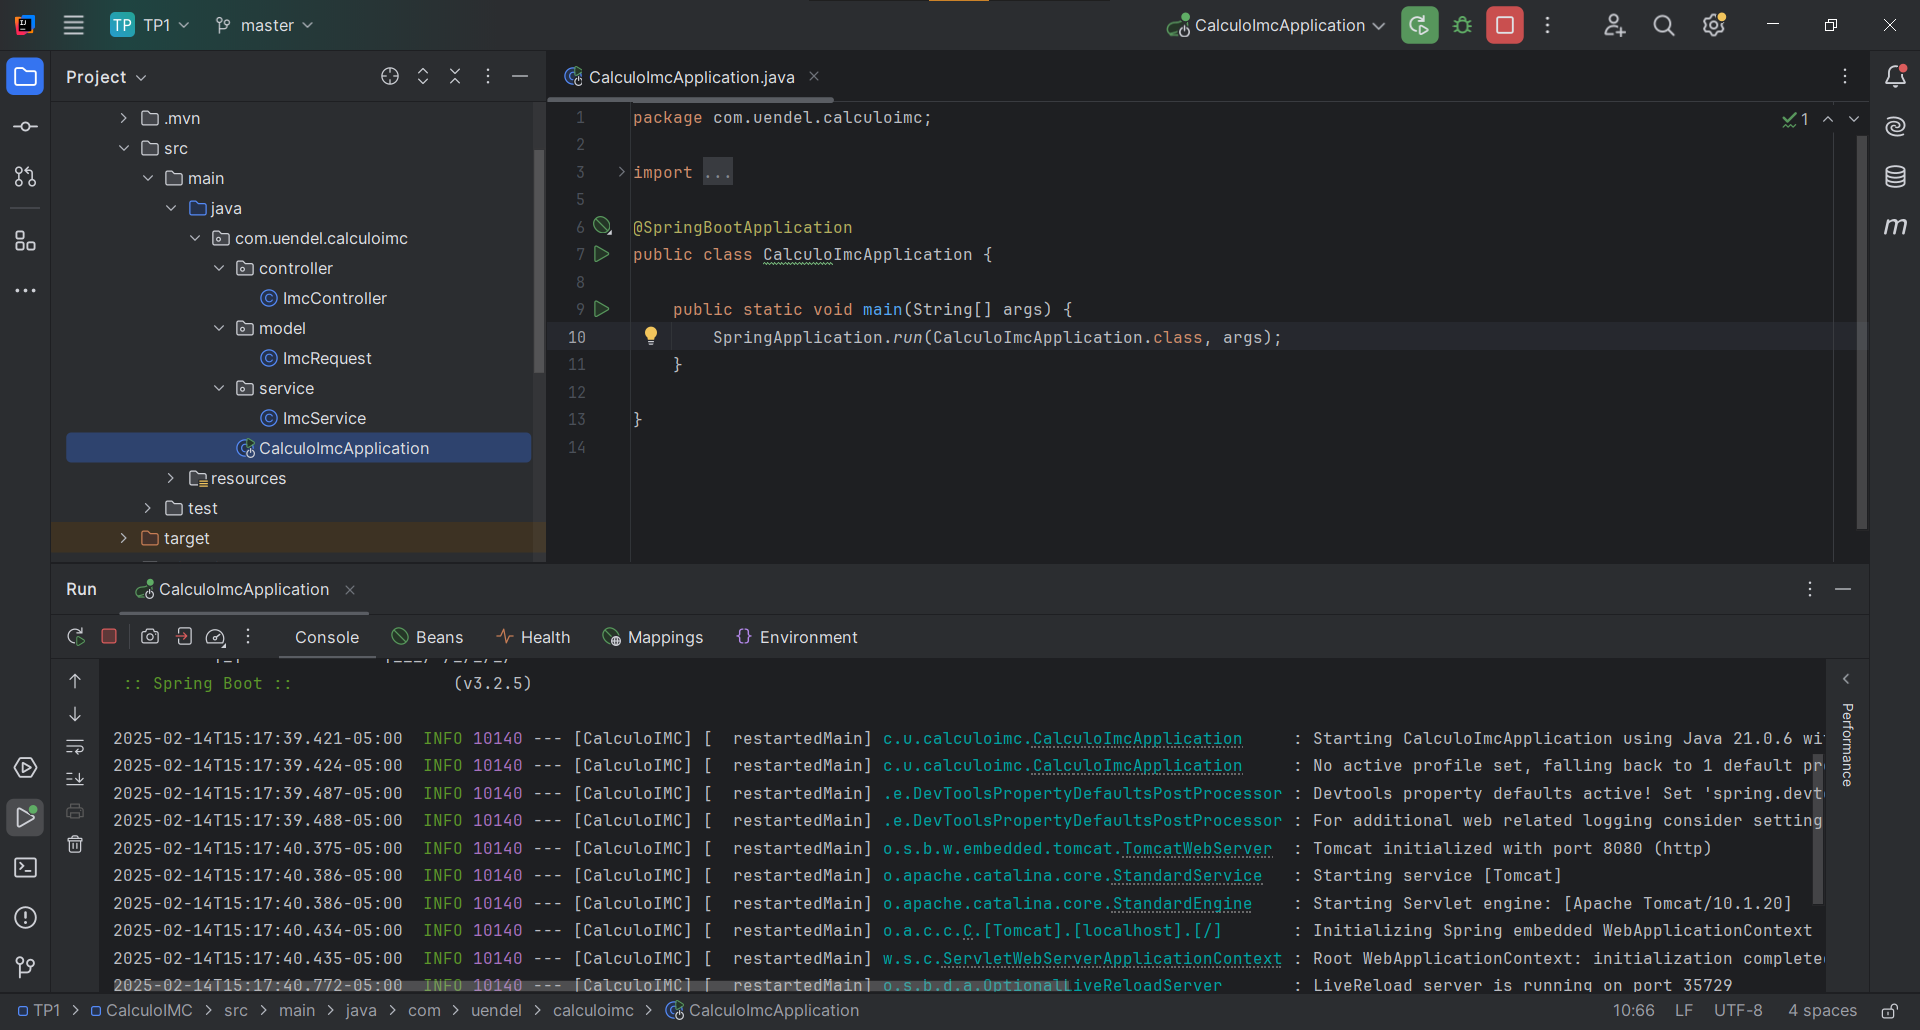 TP TP1 master CalculoImcApplication
Project
CalculoImcApplication.java
.mvn
src
main
java
com.uendel.calculoimc
controller
ImcController
model
ImcRequest
service
ImcService
CalculoImcApplication
resources
test
target
1 package com.uendel.calculoimc;
2
3 import ...
5
6 @SpringBootApplication
7 public class CalculoImcApplication {
8
9 public static void main(String[] args) {
10 SpringApplication.run(CalculoImcApplication.class, args);
11 }
12
13 }
14
1
m
Run CalculoImcApplication
Console Beans Health Mappings Environment
:: Spring Boot :: (v3.2.5)
2025-02-14T15:17:39.421-05:00 INFO 10140 --- [CalculoIMC] [ restartedMain] c.u.calculoimc.CalculoImcApplication : Starting CalculoImcApplication using Java 21.0.6 wi
2025-02-14T15:17:39.424-05:00 INFO 10140 --- [CalculoIMC] [ restartedMain] c.u.calculoimc.CalculoImcApplication : No active profile set, falling back to 1 default pr
2025-02-14T15:17:39.487-05:00 INFO 10140 --- [CalculoIMC] [ restartedMain] .e.DevToolsPropertyDefaultsPostProcessor : Devtools property defaults active! Set 'spring.devt
2025-02-14T15:17:39.488-05:00 INFO 10140 --- [CalculoIMC] [ restartedMain] .e.DevToolsPropertyDefaultsPostProcessor : For additional web related logging consider setting
2025-02-14T15:17:40.375-05:00 INFO 10140 --- [CalculoIMC] [ restartedMain] o.s.b.w.embedded.tomcat.TomcatWebServer : Tomcat initialized with port 8080 (http)
2025-02-14T15:17:40.386-05:00 INFO 10140 --- [CalculoIMC] [ restartedMain] o.apache.catalina.core.StandardService : Starting service [Tomcat]
2025-02-14T15:17:40.386-05:00 INFO 10140 --- [CalculoIMC] [ restartedMain] o.apache.catalina.core.StandardEngine : Starting Servlet engine: [Apache Tomcat/10.1.20]
2025-02-14T15:17:40.434-05:00 INFO 10140 --- [CalculoIMC] [ restartedMain] o.a.c.c.C.[Tomcat].[localhost].[/] : Initializing Spring embedded WebApplicationContext
2025-02-14T15:17:40.435-05:00 INFO 10140 --- [CalculoIMC] [ restartedMain] w.s.c.ServletWebServerApplicationContext : Root WebApplicationContext: initialization complete
2025-02-14T15:17:40.772-05:00 INFO 10140 --- [CalculoIMC] [ restartedMain] o.s.b.d.a.OptionalLiveReloadServer : LiveReload server is running on port 35729
Performance
TP1 > CalculoIMC > src > main > java > com > uendel > calculoimc > CalculoImcApplication 10:66 LF UTF-8 4 spaces